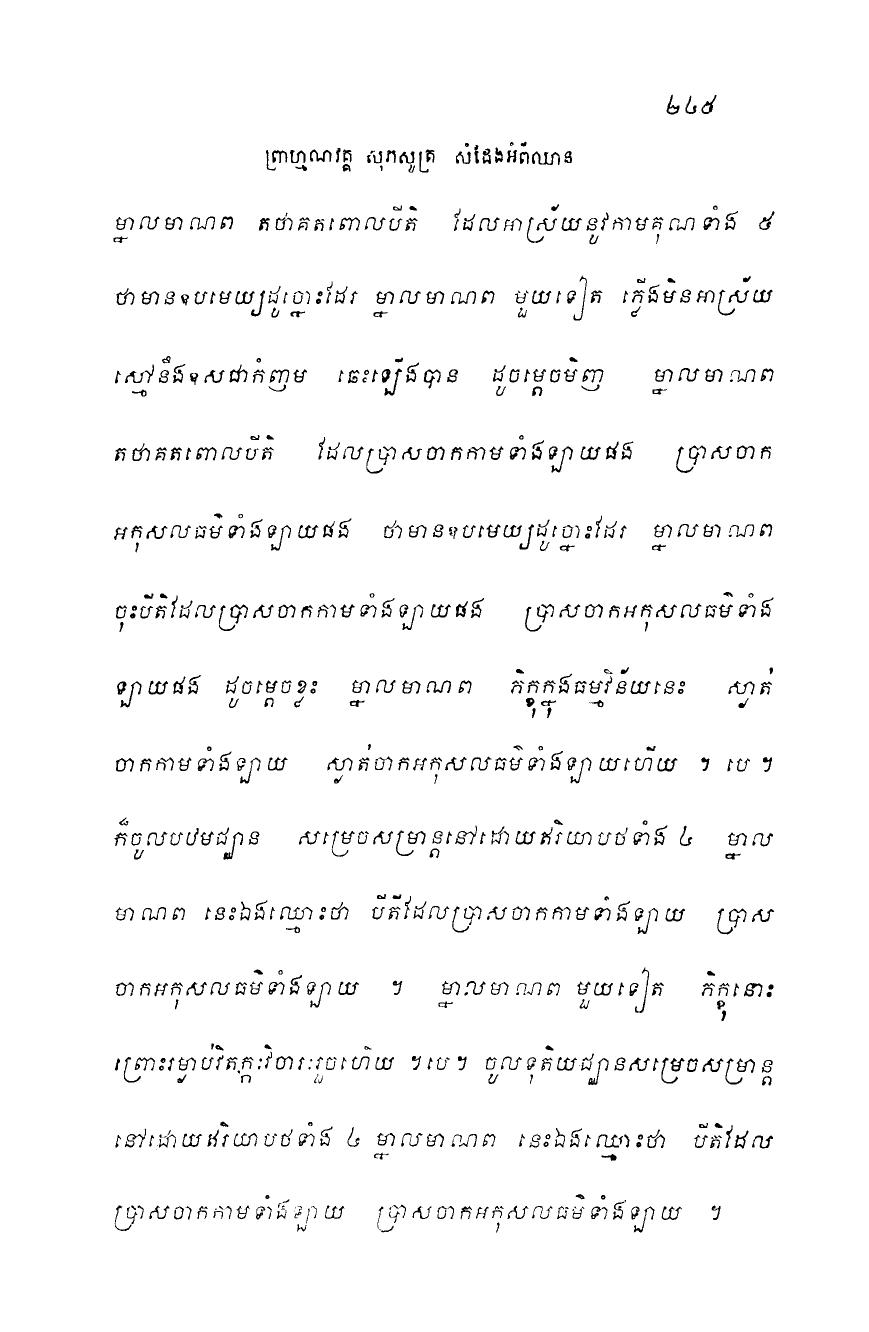 ២៤៥
ព្រាហ្មណវគ្គ សុភសូត្រ សំដែងអំពីឈាន
ម្នាលមាណព តថាគតពោលបីតិ ដែលអាស្រ័យនូវកាមគុណទាំង ៥
ថាមានឧបមេយ្យដូច្នោះដែរ ម្នាលមាណព មួយទៀត ភ្លើងមិនអាស្រ័យ
ស្មៅនឹងឧសជាកំញម ឆេះឡើងបាន ដូចម្តេចមិញ ម្នាលមាណព
តថាគតពោលបីតិ ដែលប្រាសចាកកាមទាំងឡាយផង ប្រាសចាក
អកុសលធម៌ទាំងឡាយផង ថាមានឧបមេយ្យដូច្នោះដែរ ម្នាលមាណព
ចុះបីតិដែលប្រាសចាកកាមទាំងឡាយផង ប្រាសចាកអកុសលធម៌ទាំង
ឡាយផង ដូចម្តេចខ្លះ ម្នាលមាណព ភិក្ខុក្នុងធម្មវិន័យនេះ ស្ងាត់
ចាកកាមទាំងឡាយ ស្ងាត់ចាកអកុសលធម៌ទាំងឡាយហើយ ។ បេ ។
ក៏ចូលបឋមជ្ឈាន សម្រេចសម្រាន្តនៅដោយឥរិយាបថទាំង ៤ ម្នាល
មាណព នេះឯងឈ្មោះថា បីតិដែលប្រាសចាកកាមទាំងឡាយ ប្រាស
ចាកអកុសលធម៌ទាំងឡាយ ។ ម្នាលមាណព មួយទៀត ភិក្ខុនោះ
ព្រោះរម្ងាប់វិតក្កៈវិចារៈរួចហើយ ។បេ។ ចូលទុតិយជ្ឈានសម្រេចសម្រាន្ត
នៅដោយឥរិយាបថទាំង ៤ ម្នាលមាណព នេះឯងឈ្មោះថា បីតិដែល
ប្រាសចាកកាមទាំងឡាយ ប្រាសចាកអកុសលធម៌ទាំងឡាយ ។